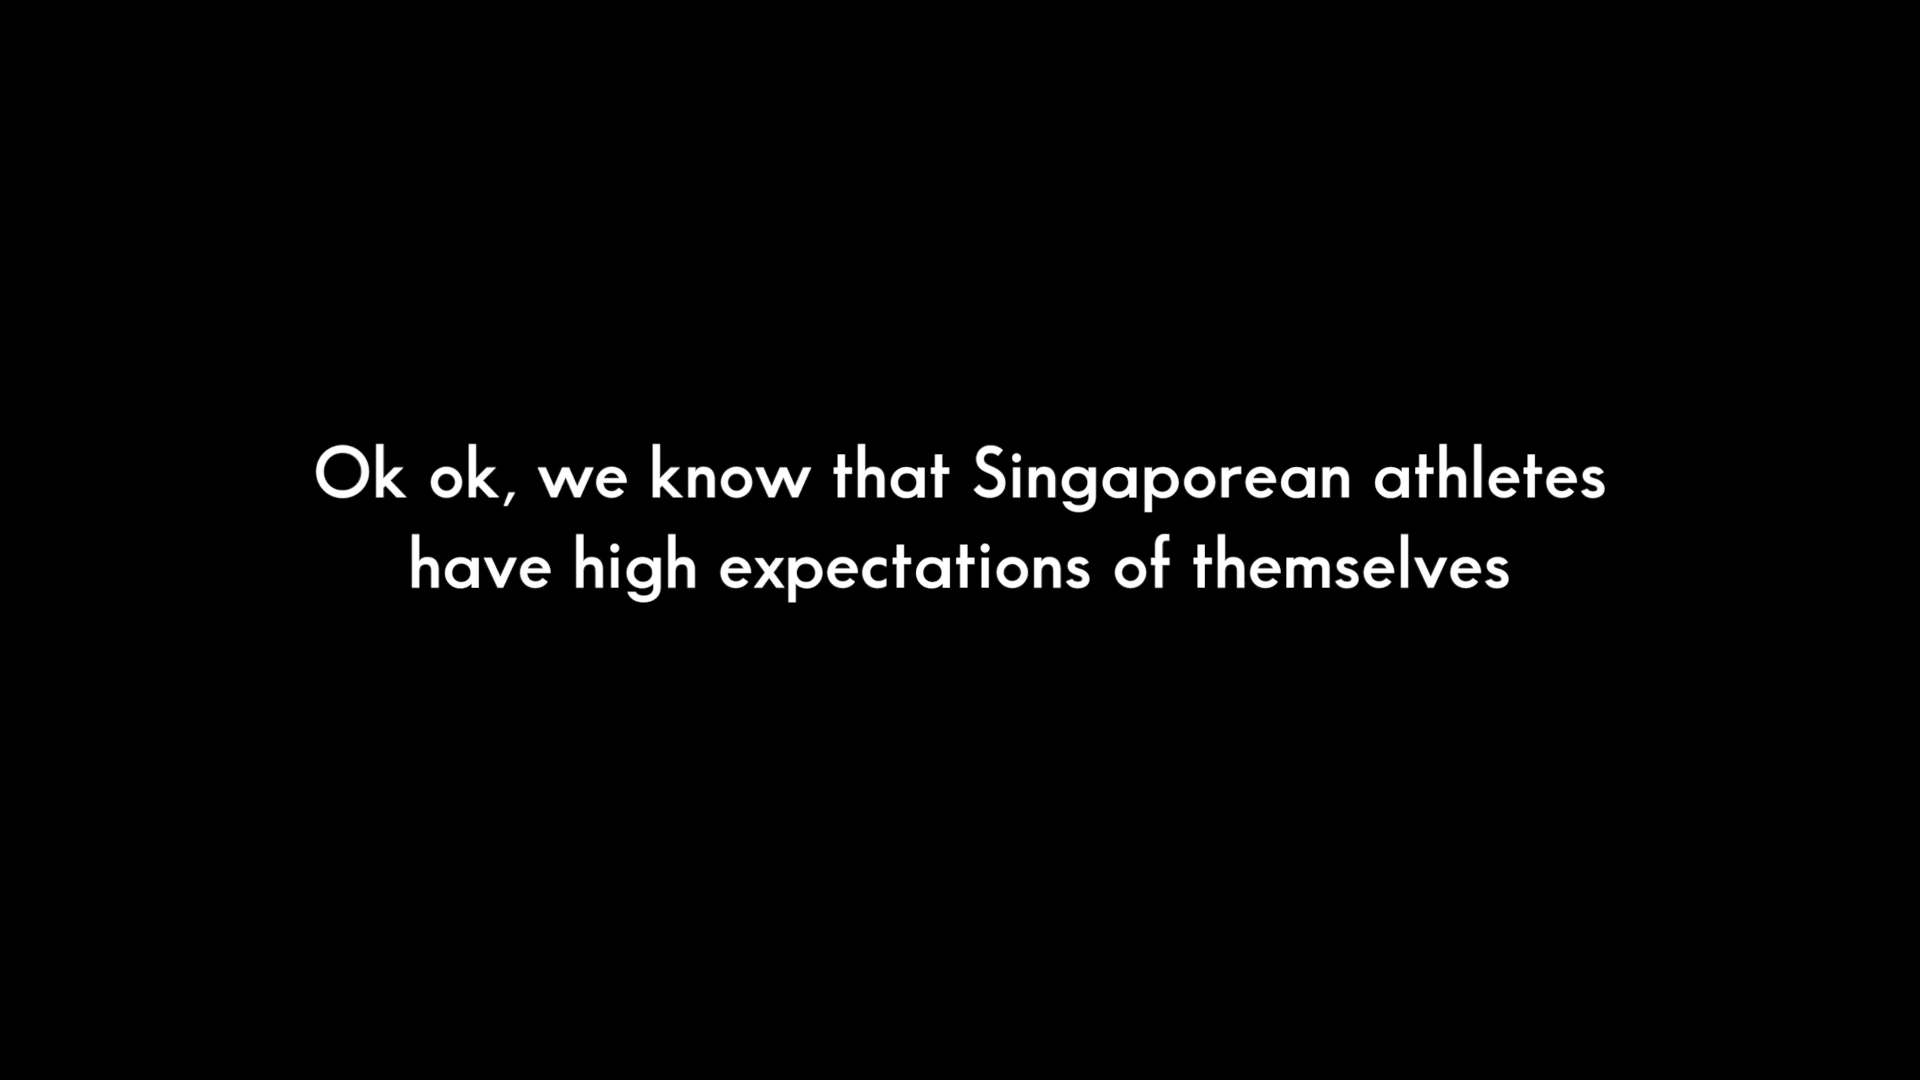 Ok ok, we know that Singaporean athletes
have high expectations of themselves